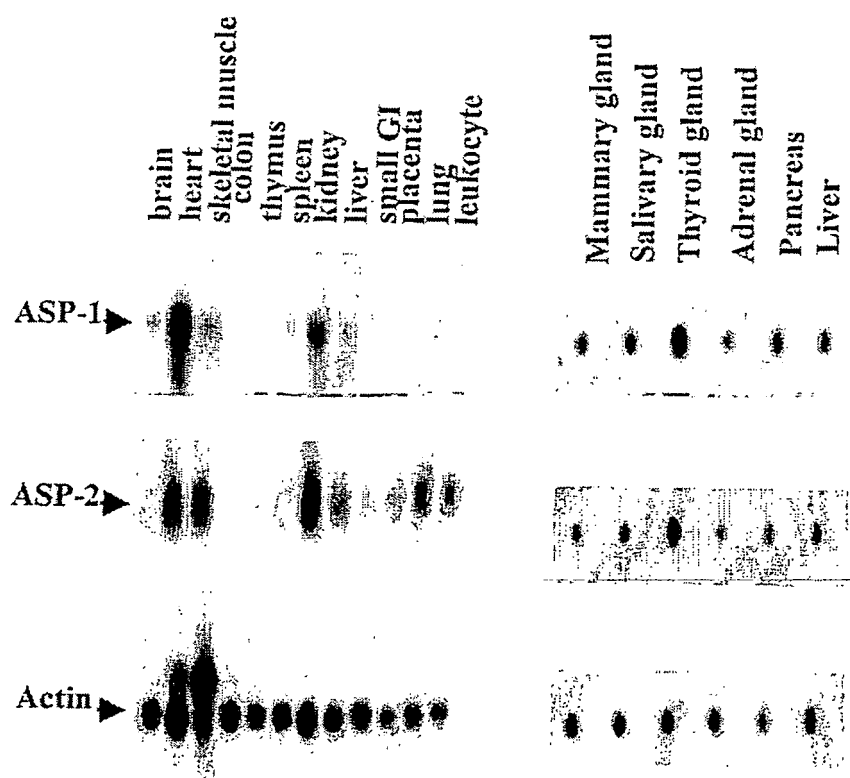 brain
heart
skeletal muscle
colon
thymus
spleen
kidney
liver
small GI
placenta
lung
leukocyte
Mammary gland
Salivary gland
Thyroid gland
Adrenal gland
Pancreas
Liver
ASP-1
ASP-2
Actin